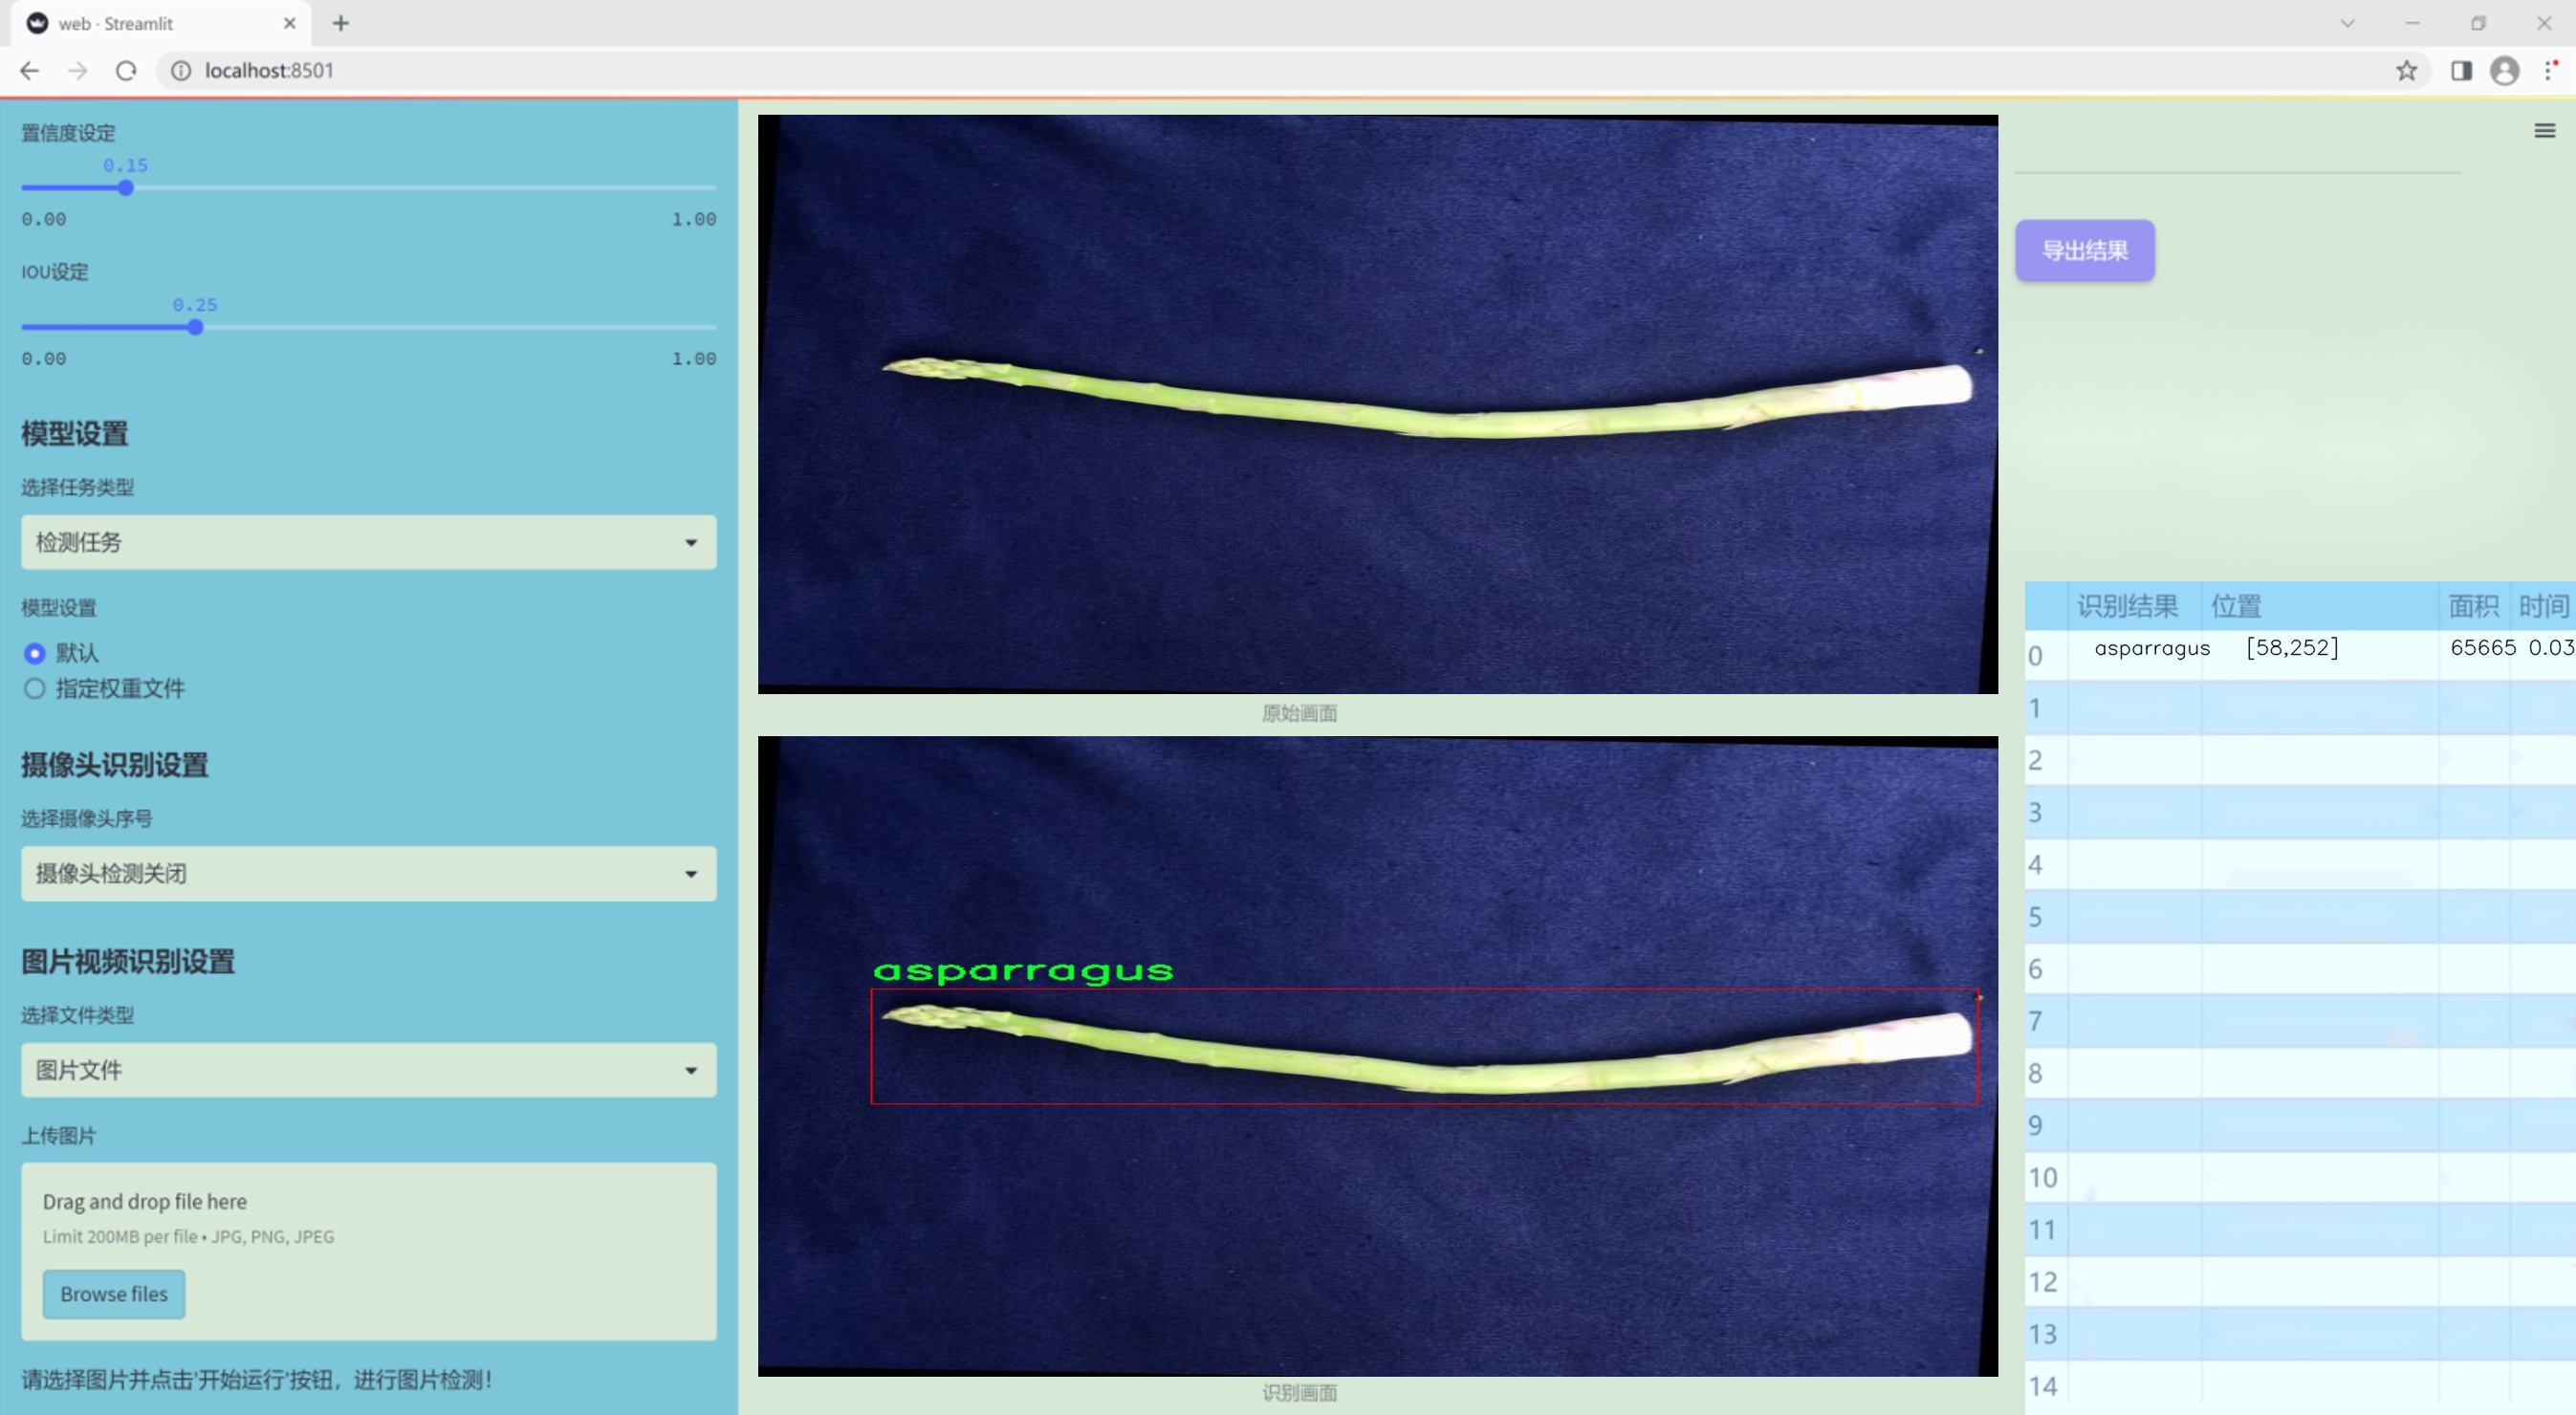 web · Streamlit
localhost:8501
置信度设定
0.15
0.00 1.00
IOU设定
0.25
0.00 1.00
模型设置
选择任务类型
检测任务
模型设置
默认
指定权重文件
摄像头识别设置
选择摄像头序号
摄像头检测关闭
图片视频识别设置
选择文件类型
图片文件
上传图片
Drag and drop file here
Limit 200MB per file • JPG, PNG, JPEG
Browse files
请选择图片并点击'开始运行'按钮，进行图片检测!
原始画面
asparragus
识别画面
导出结果
识别结果 位置 面积 时间
0 asparragus [58,252] 65665 0.03
1
2
3
4
5
6
7
8
9
10
11
12
13
14